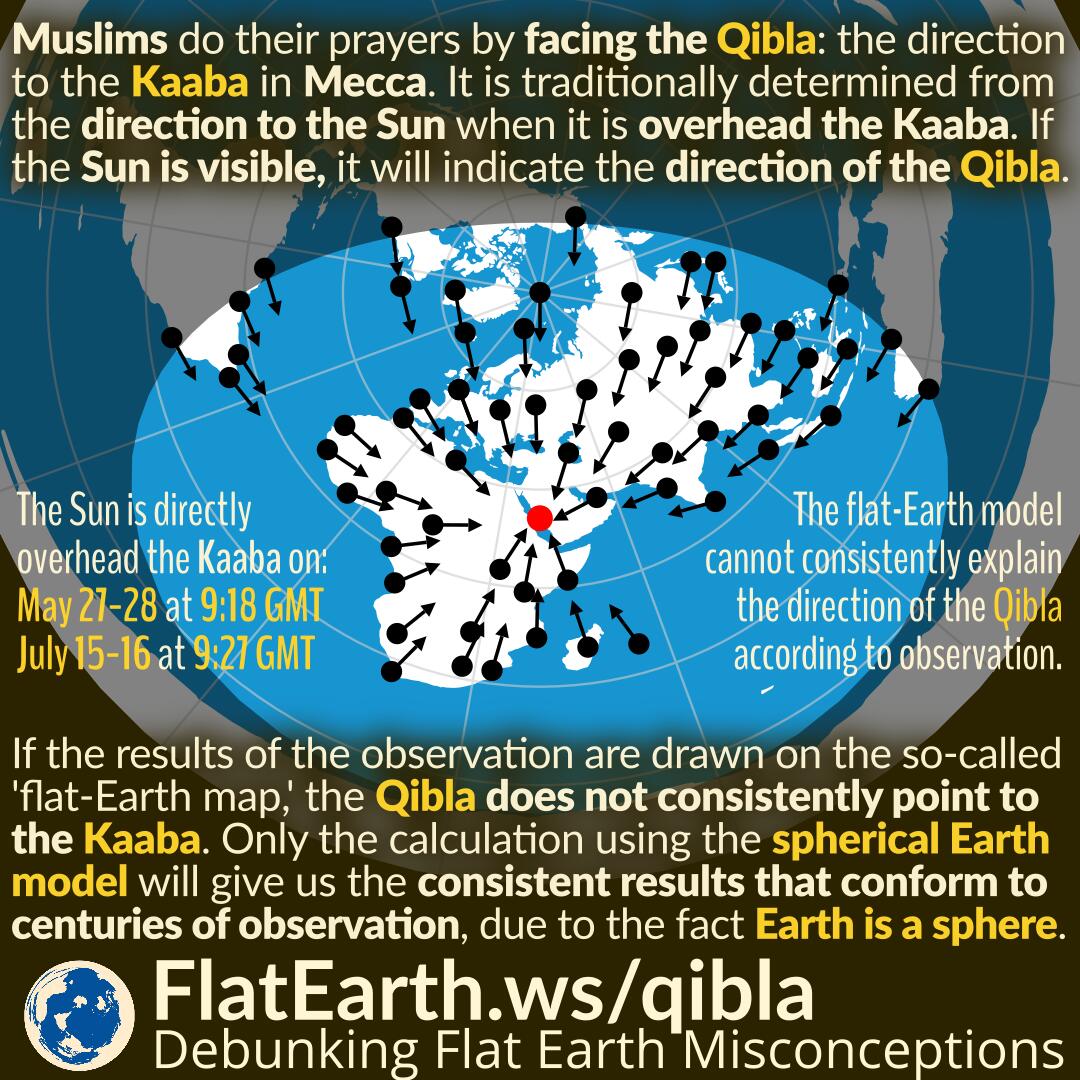 Muslims do their prayers by facing the Qibla: the direction
to the Kaaba in Mecca. It is traditionally determined from
the direction to the Sun when it is overhead the Kaaba. If
the Sun is visible, it will indicate the direction of the Qibla.
The Sun is directly
overhead the Kaaba on:
May 27-28 at 9:18 GMT
July 15-16 at 9:27 GMT
The flat-Earth model
cannot consistently explain
the direction of the Qibla
according to observation.
If the results of the observation are drawn on the so-called
'flat-Earth map,' the Qibla does not consistently point to
the Kaaba. Only the calculation using the spherical Earth
model will give us the consistent results that conform to
centuries of observation, due to the fact Earth is a sphere.
FlatEarth.ws/qibla
Debunking Flat Earth Misconceptions